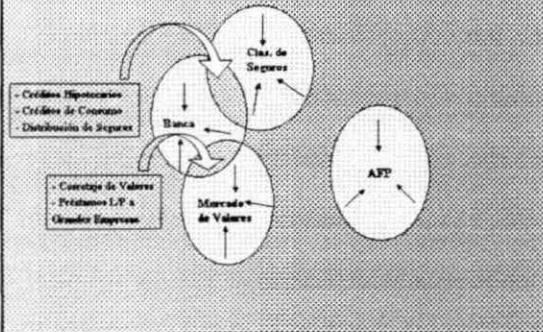 Cías. de
Seguros
- Créditos Hipotecarios
- Créditos de Consumo
- Distribución de Seguros
Banca
- Corretaje de Valores
- Préstamos L/P a
Grandes Empresas
Mercado
de Valores
AFP